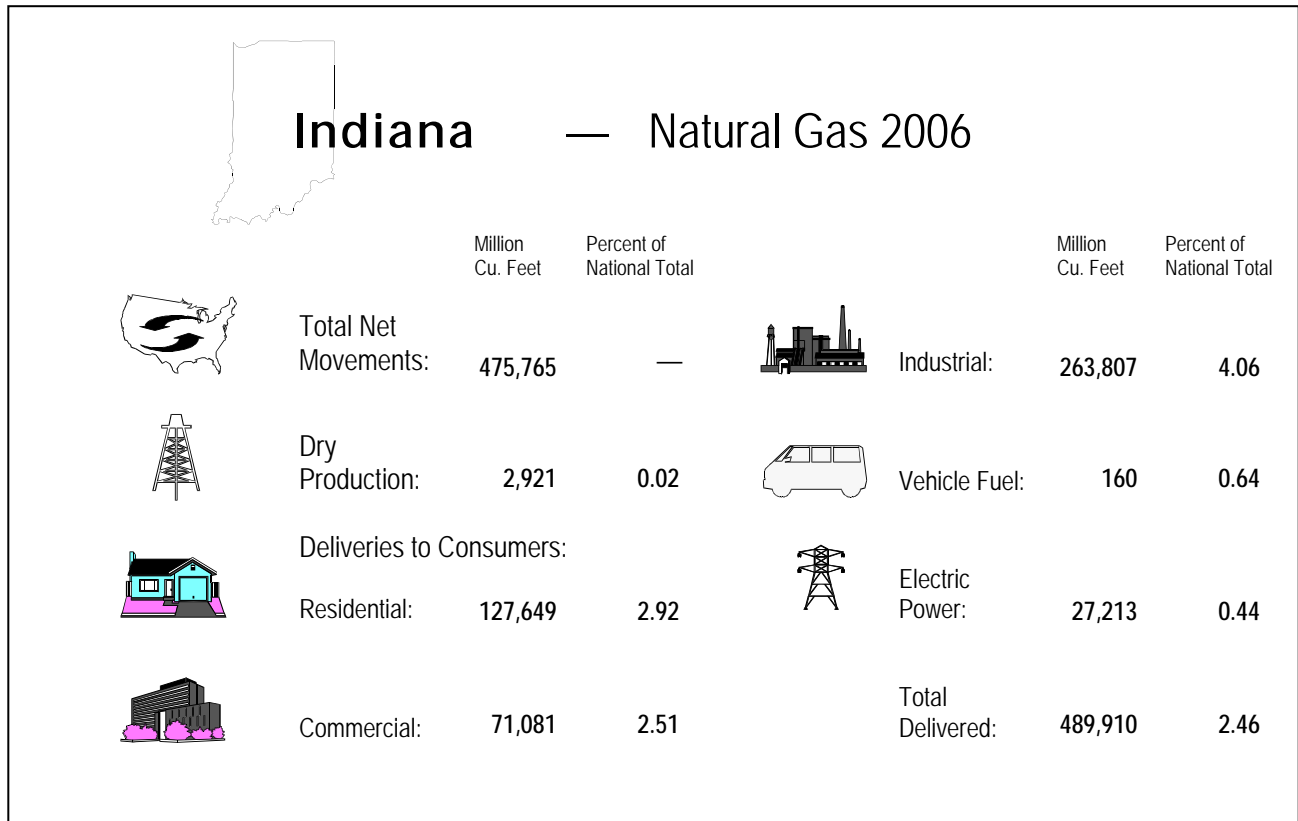 Indiana — Natural Gas 2006
Million Cu. Feet
Percent of National Total
Total Net
Movements: 475,765 —
Dry
Production: 2,921 0.02
Deliveries to Consumers:
Residential: 127,649 2.92
Commercial: 71,081 2.51
Million Cu. Feet
Percent of National Total
Industrial: 263,807 4.06
Vehicle Fuel: 160 0.64
Electric
Power: 27,213 0.44
Total
Delivered: 489,910 2.46